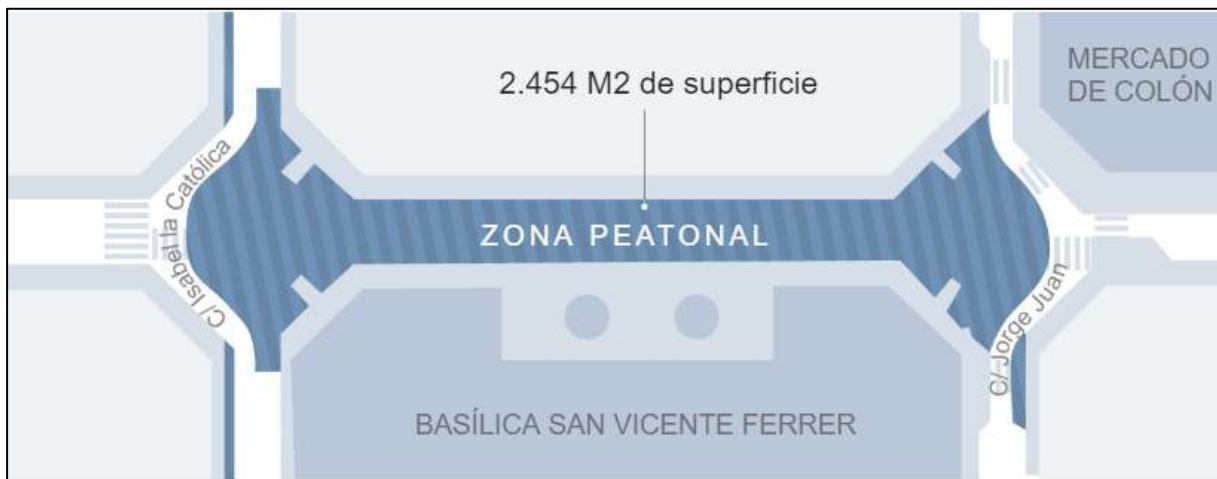 MERCADO
DE COLÓN
2.454 M2 de superficie
C/ Isabel la Católica
ZONA PEATONAL
C/ Jorge Juan
BASÍLICA SAN VICENTE FERRER